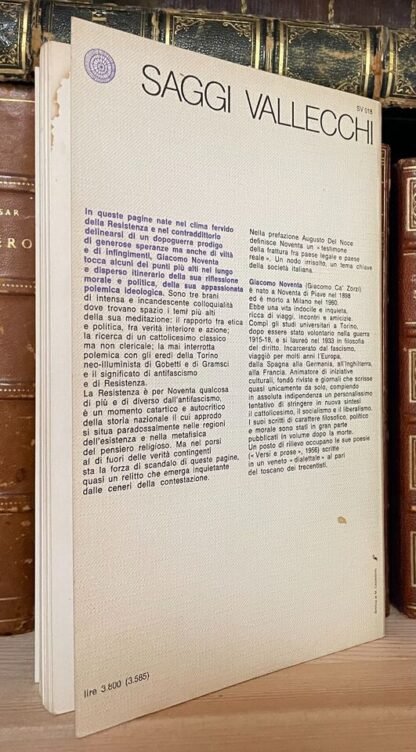 SV 018
SAGGI VALLECCHI
In queste pagine nate nel clima fervido
della Resistenza e nel contraddittorio
delinearsi di un dopoguerra prodigo
di generose speranze ma anche di viltà
e di infingimenti, Giacomo Noventa
tocca alcuni dei punti più alti nel lungo
e disperso itinerario della sua riflessione
morale e politica, della sua appassionata
polemica ideologica. Sono tre brani
di intensa e incandescente colloquialità
dove trovano spazio i temi più alti
della sua meditazione: il rapporto fra etica
e politica, fra verità interiore e azione;
la ricerca di un cattolicesimo classico
ma non clericale; la mai interrotta
polemica con gli eredi della Torino
neo-illuminista di Gobetti e di Gramsci
e il significato di antifascismo
e di Resistenza.
La Resistenza è per Noventa qualcosa
di più e di diverso dall'antifascismo,
è un momento catartico e autocritico
della storia nazionale il cui approdo
si situa paradossalmente nelle regioni
dell'esistenza e nella metafisica
del pensiero religioso. Ma nel porsi
al di fuori delle verità contingenti
sta la forza di scandalo di queste pagine,
quasi un relitto che emerga inquietante
dalle ceneri della contestazione.
Nella prefazione Augusto Del Noce
definisce Noventa un « testimone
della frattura fra paese legale e paese
reale ». Un nodo irrisolto, un tema chiave
della società italiana.
Giacomo Noventa (Giacomo Ca' Zorzi)
è nato a Noventa di Piave nel 1898
ed è morto a Milano nel 1960.
Ebbe una vita indocile e inquieta,
ricca di viaggi, incontri e amicizie.
Compì gli studi universitari a Torino,
dopo essere stato volontario nella guerra
1915-18, e si laureò nel 1933 in filosofia
del diritto. Incarcerato dal fascismo,
viaggiò per molti anni l'Europa,
dalla Spagna alla Germania, all'Inghilterra,
alla Francia. Animatore di iniziative
culturali, fondò riviste e giornali che scrisse
quasi unicamente da solo, compiendo
in assoluta indipendenza un personalissimo
tentativo di stringere in nuova sintesi
il cattolicesimo, il socialismo e il liberalismo.
I suoi scritti di carattere filosofico, politico
e morale sono stati in gran parte
pubblicati in volume dopo la morte.
Un posto di rilievo occupano le sue poesie
(« Versi e prose », 1956) scritte
in un veneto « dialettale » al pari
del toscano dei trecentisti.
lire 3.800 (3.585)